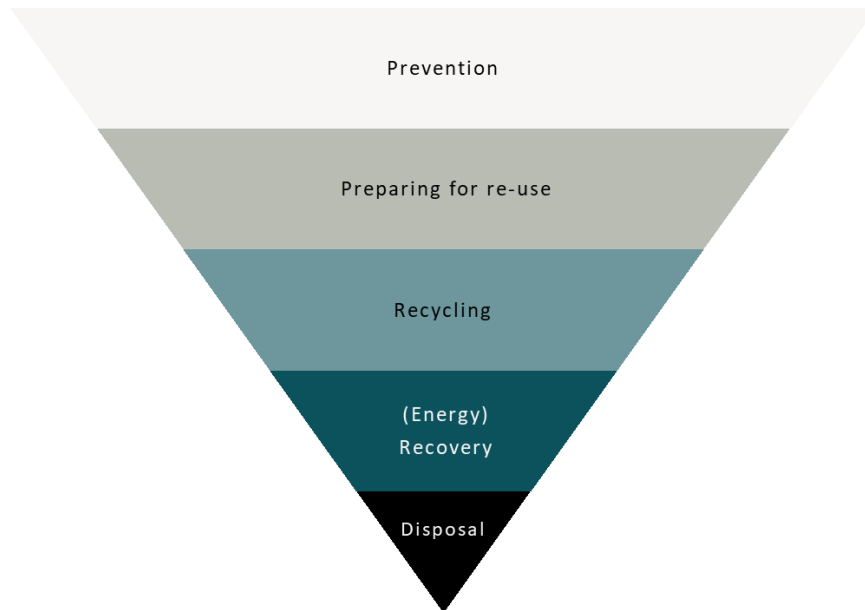 Prevention
Preparing for re-use
Recycling
(Energy)
Recovery
Disposal